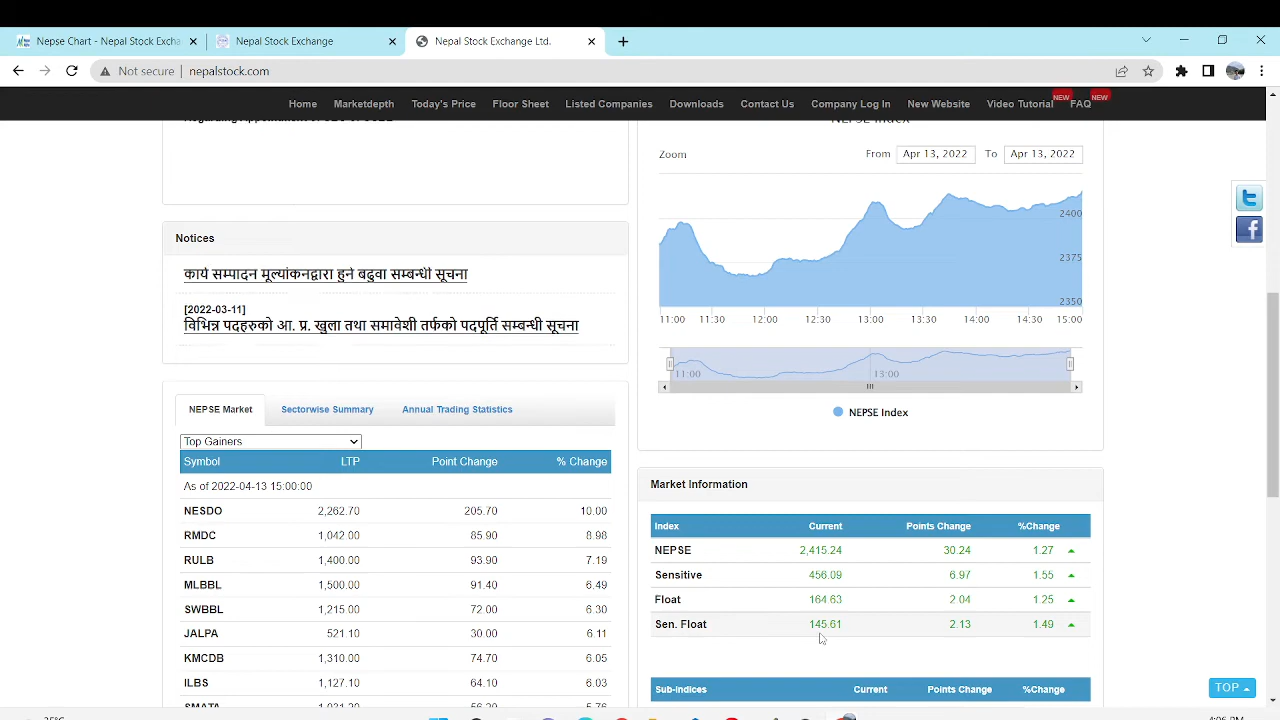 Nepse Chart - Nepal Stock Excha
Nepal Stock Exchange
Nepal Stock Exchange Ltd.
Not secure
nepalstock.com
Home
Marketdepth
Today's Price
Floor Sheet
Listed Companies
Downloads
Contact Us
Company Log In
New Website
Video Tutorial NEW
FAQ NEW
Notices
कार्य सम्पादन मूल्यांकनद्वारा हुने बढुवा सम्बन्धी सूचना
[2022-03-11]
विभिन्न पदहरुको आ. प्र. खुला तथा समावेशी तर्फको पदपूर्ति सम्बन्धी सूचना
NEPSE Market
Sectorwise Summary
Annual Trading Statistics
Top Gainers
Symbol LTP Point Change % Change
As of 2022-04-13 15:00:00
NESDO 2,262.70 205.70 10.00
RMDC 1,042.00 85.90 8.98
RULB 1,400.00 93.90 7.19
MLBBL 1,500.00 91.40 6.49
SWBBL 1,215.00 72.00 6.30
JALPA 521.10 30.00 6.11
KMCDB 1,310.00 74.70 6.05
ILBS 1,127.10 64.10 6.03
NEPSE Index
Zoom
From Apr 13, 2022 To Apr 13, 2022
2400
2375
2350
11:00 11:30 12:00 12:30 13:00 13:30 14:00 14:30 15:00
11:00 13:00
NEPSE Index
Market Information
Index Current Points Change %Change
NEPSE 2,415.24 30.24 1.27
Sensitive 456.09 6.97 1.55
Float 164.63 2.04 1.25
Sen. Float 145.61 2.13 1.49
Sub-Indices Current Points Change %Change
TOP